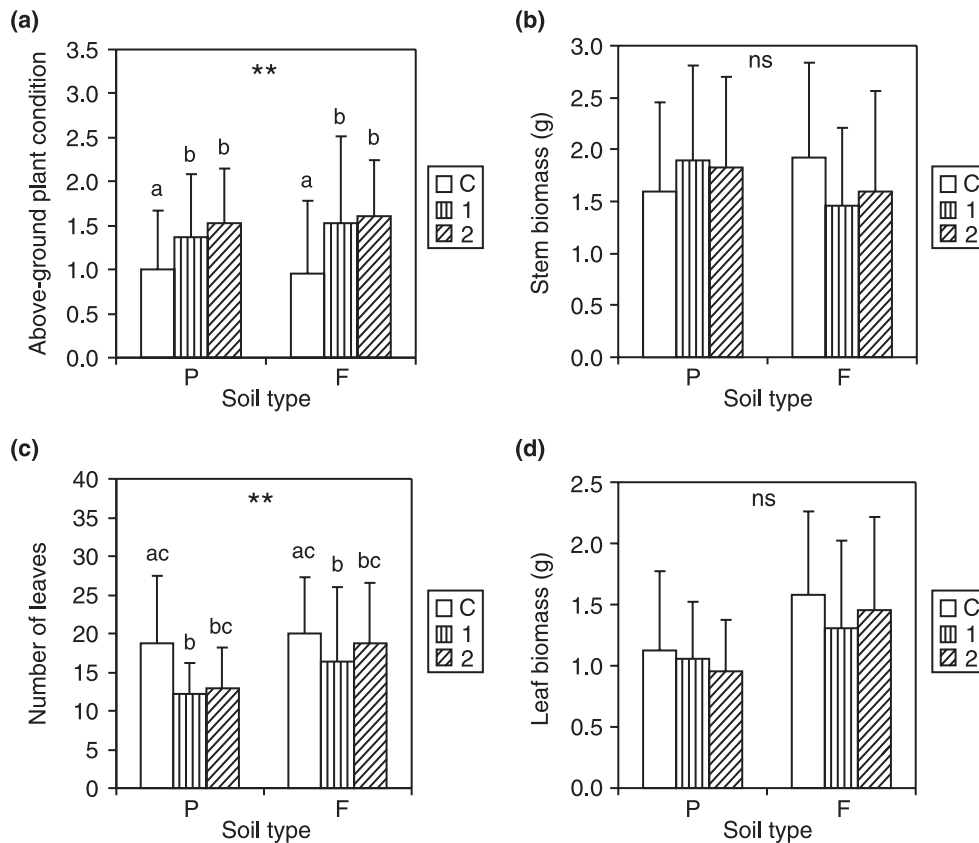 (a)
Above-ground plant condition
3.5
3.0
2.5
2.0
1.5
1.0
0.5
0.0
**
a
b
b
a
b
b
P
F
Soil type
C
1
2
(b)
Stem biomass (g)
3.0
2.5
2.0
1.5
1.0
0.5
0.0
ns
P
F
Soil type
C
1
2
(c)
Number of leaves
40
35
30
25
20
15
10
5
0
**
ac
b
bc
ac
b
bc
P
F
Soil type
C
1
2
(d)
Leaf biomass (g)
2.5
2.0
1.5
1.0
0.5
0.0
ns
P
F
Soil type
C
1
2